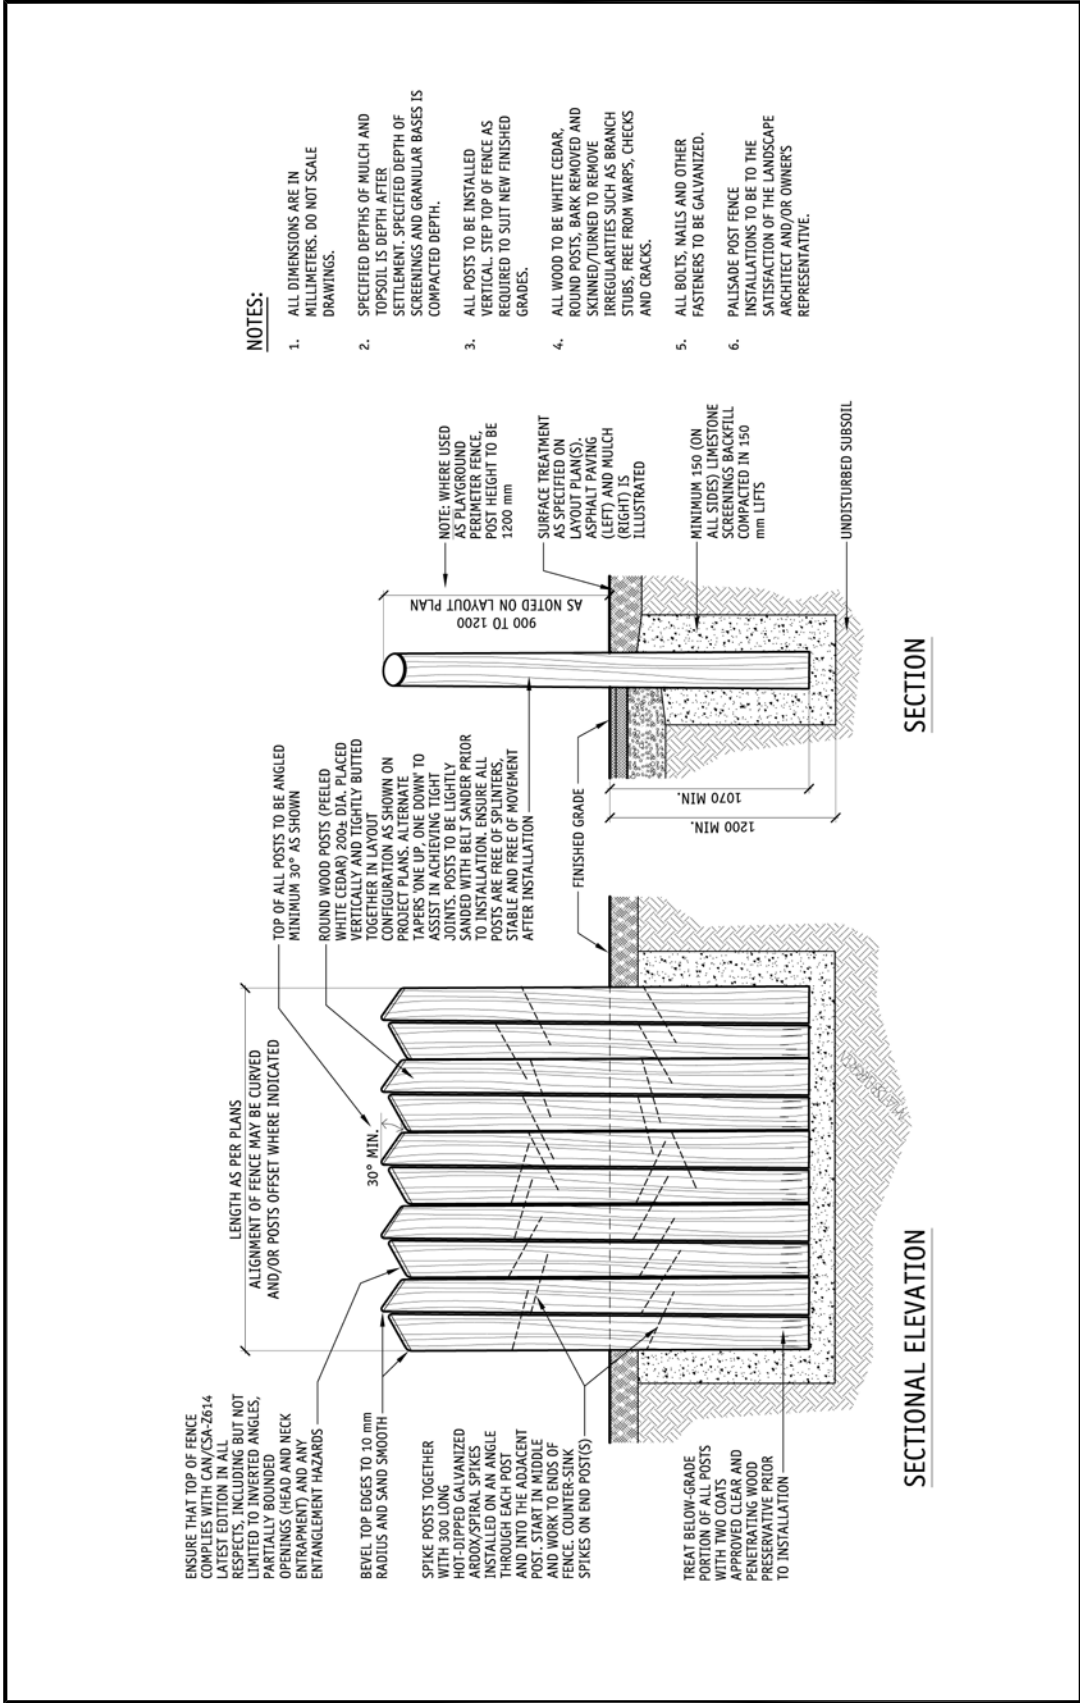 ENSURE THAT TOP OF FENCE
COMPLIES WITH CAN/CSA-Z614
LATEST EDITION IN ALL
RESPECTS, INCLUDING BUT NOT
LIMITED TO INVERTED ANGLES,
PARTIALLY BOUNDED
OPENINGS (HEAD AND NECK
ENTRAPMENT) AND ANY
ENTANGLEMENT HAZARDS
BEVEL TOP EDGES TO 10 mm
RADIUS AND SAND SMOOTH
SPIKE POSTS TOGETHER
WITH 300 LONG
HOT-DIPPED GALVANIZED
ARDOX/SPIRAL SPIKES
INSTALLED ON AN ANGLE
THROUGH EACH POST
AND INTO THE ADJACENT
POST. START IN MIDDLE
AND WORK TO ENDS OF
FENCE. COUNTER-SINK
SPIKES ON END POST(S)
TREAT BELOW-GRADE
PORTION OF ALL POSTS
WITH TWO COATS
APPROVED CLEAR AND
PENETRATING WOOD
PRESERVATIVE PRIOR
TO INSTALLATION
LENGTH AS PER PLANS
ALIGNMENT OF FENCE MAY BE CURVED
AND/OR POSTS OFFSET WHERE INDICATED
30° MIN.
SECTIONAL ELEVATION
TOP OF ALL POSTS TO BE ANGLED
MINIMUM 30° AS SHOWN
ROUND WOOD POSTS (PEELED
WHITE CEDAR) 200± DIA. PLACED
VERTICALLY AND TIGHTLY BUTTED
TOGETHER IN LAYOUT
CONFIGURATION AS SHOWN ON
PROJECT PLANS. ALTERNATE
TAPERS 'ONE UP, ONE DOWN' TO
ASSIST IN ACHIEVING TIGHT
JOINTS. POSTS TO BE LIGHTLY
SANDED WITH BELT SANDER PRIOR
TO INSTALLATION. ENSURE ALL
POSTS ARE FREE OF SPLINTERS,
STABLE AND FREE OF MOVEMENT
AFTER INSTALLATION
FINISHED GRADE
1070 MIN.
1200 MIN.
900 TO 1200
AS NOTED ON LAYOUT PLAN
SECTION
NOTE: WHERE USED
AS PLAYGROUND
PERIMETER FENCE,
POST HEIGHT TO BE
1200 mm
SURFACE TREATMENT
AS SPECIFIED ON
LAYOUT PLAN(S).
ASPHALT PAVING
(LEFT) AND MULCH
(RIGHT) IS
ILLUSTRATED
MINIMUM 150 (ON
ALL SIDES) LIMESTONE
SCREENINGS BACKFILL
COMPACTED IN 150
mm LIFTS
UNDISTURBED SUBSOIL
NOTES:
1. ALL DIMENSIONS ARE IN
MILLIMETERS. DO NOT SCALE
DRAWINGS.
2. SPECIFIED DEPTHS OF MULCH AND
TOPSOIL IS DEPTH AFTER
SETTLEMENT. SPECIFIED DEPTH OF
SCREENINGS AND GRANULAR BASES IS
COMPACTED DEPTH.
3. ALL POSTS TO BE INSTALLED
VERTICAL. STEP TOP OF FENCE AS
REQUIRED TO SUIT NEW FINISHED
GRADES.
4. ALL WOOD TO BE WHITE CEDAR,
ROUND POSTS, BARK REMOVED AND
SKINNED/TURNED TO REMOVE
IRREGULARITIES SUCH AS BRANCH
STUBS, FREE FROM WARPS, CHECKS
AND CRACKS.
5. ALL BOLTS, NAILS AND OTHER
FASTENERS TO BE GALVANIZED.
6. PALISADE POST FENCE
INSTALLATIONS TO BE TO THE
SATISFACTION OF THE LANDSCAPE
ARCHITECT AND/OR OWNER'S
REPRESENTATIVE.